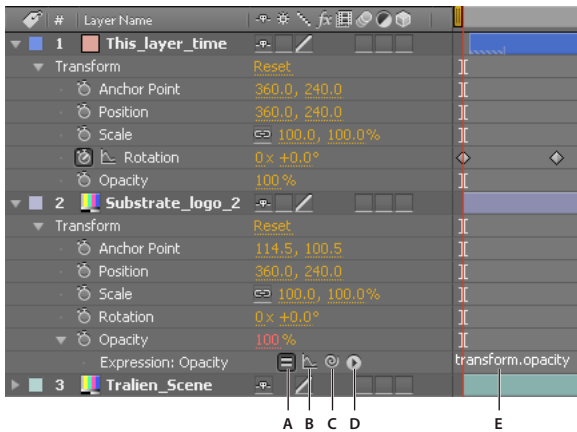 # Layer Name fx
1 This_layer_time
Transform Reset
Anchor Point 360.0, 240.0
Position 360.0, 240.0
Scale 100.0, 100.0%
Rotation 0x +0.0°
Opacity 100%
2 Substrate_logo_2
Transform Reset
Anchor Point 114.5, 100.5
Position 360.0, 240.0
Scale 100.0, 100.0%
Rotation 0x +0.0°
Opacity 100%
Expression: Opacity transform.opacity
3 Tralien_Scene
A B C D E